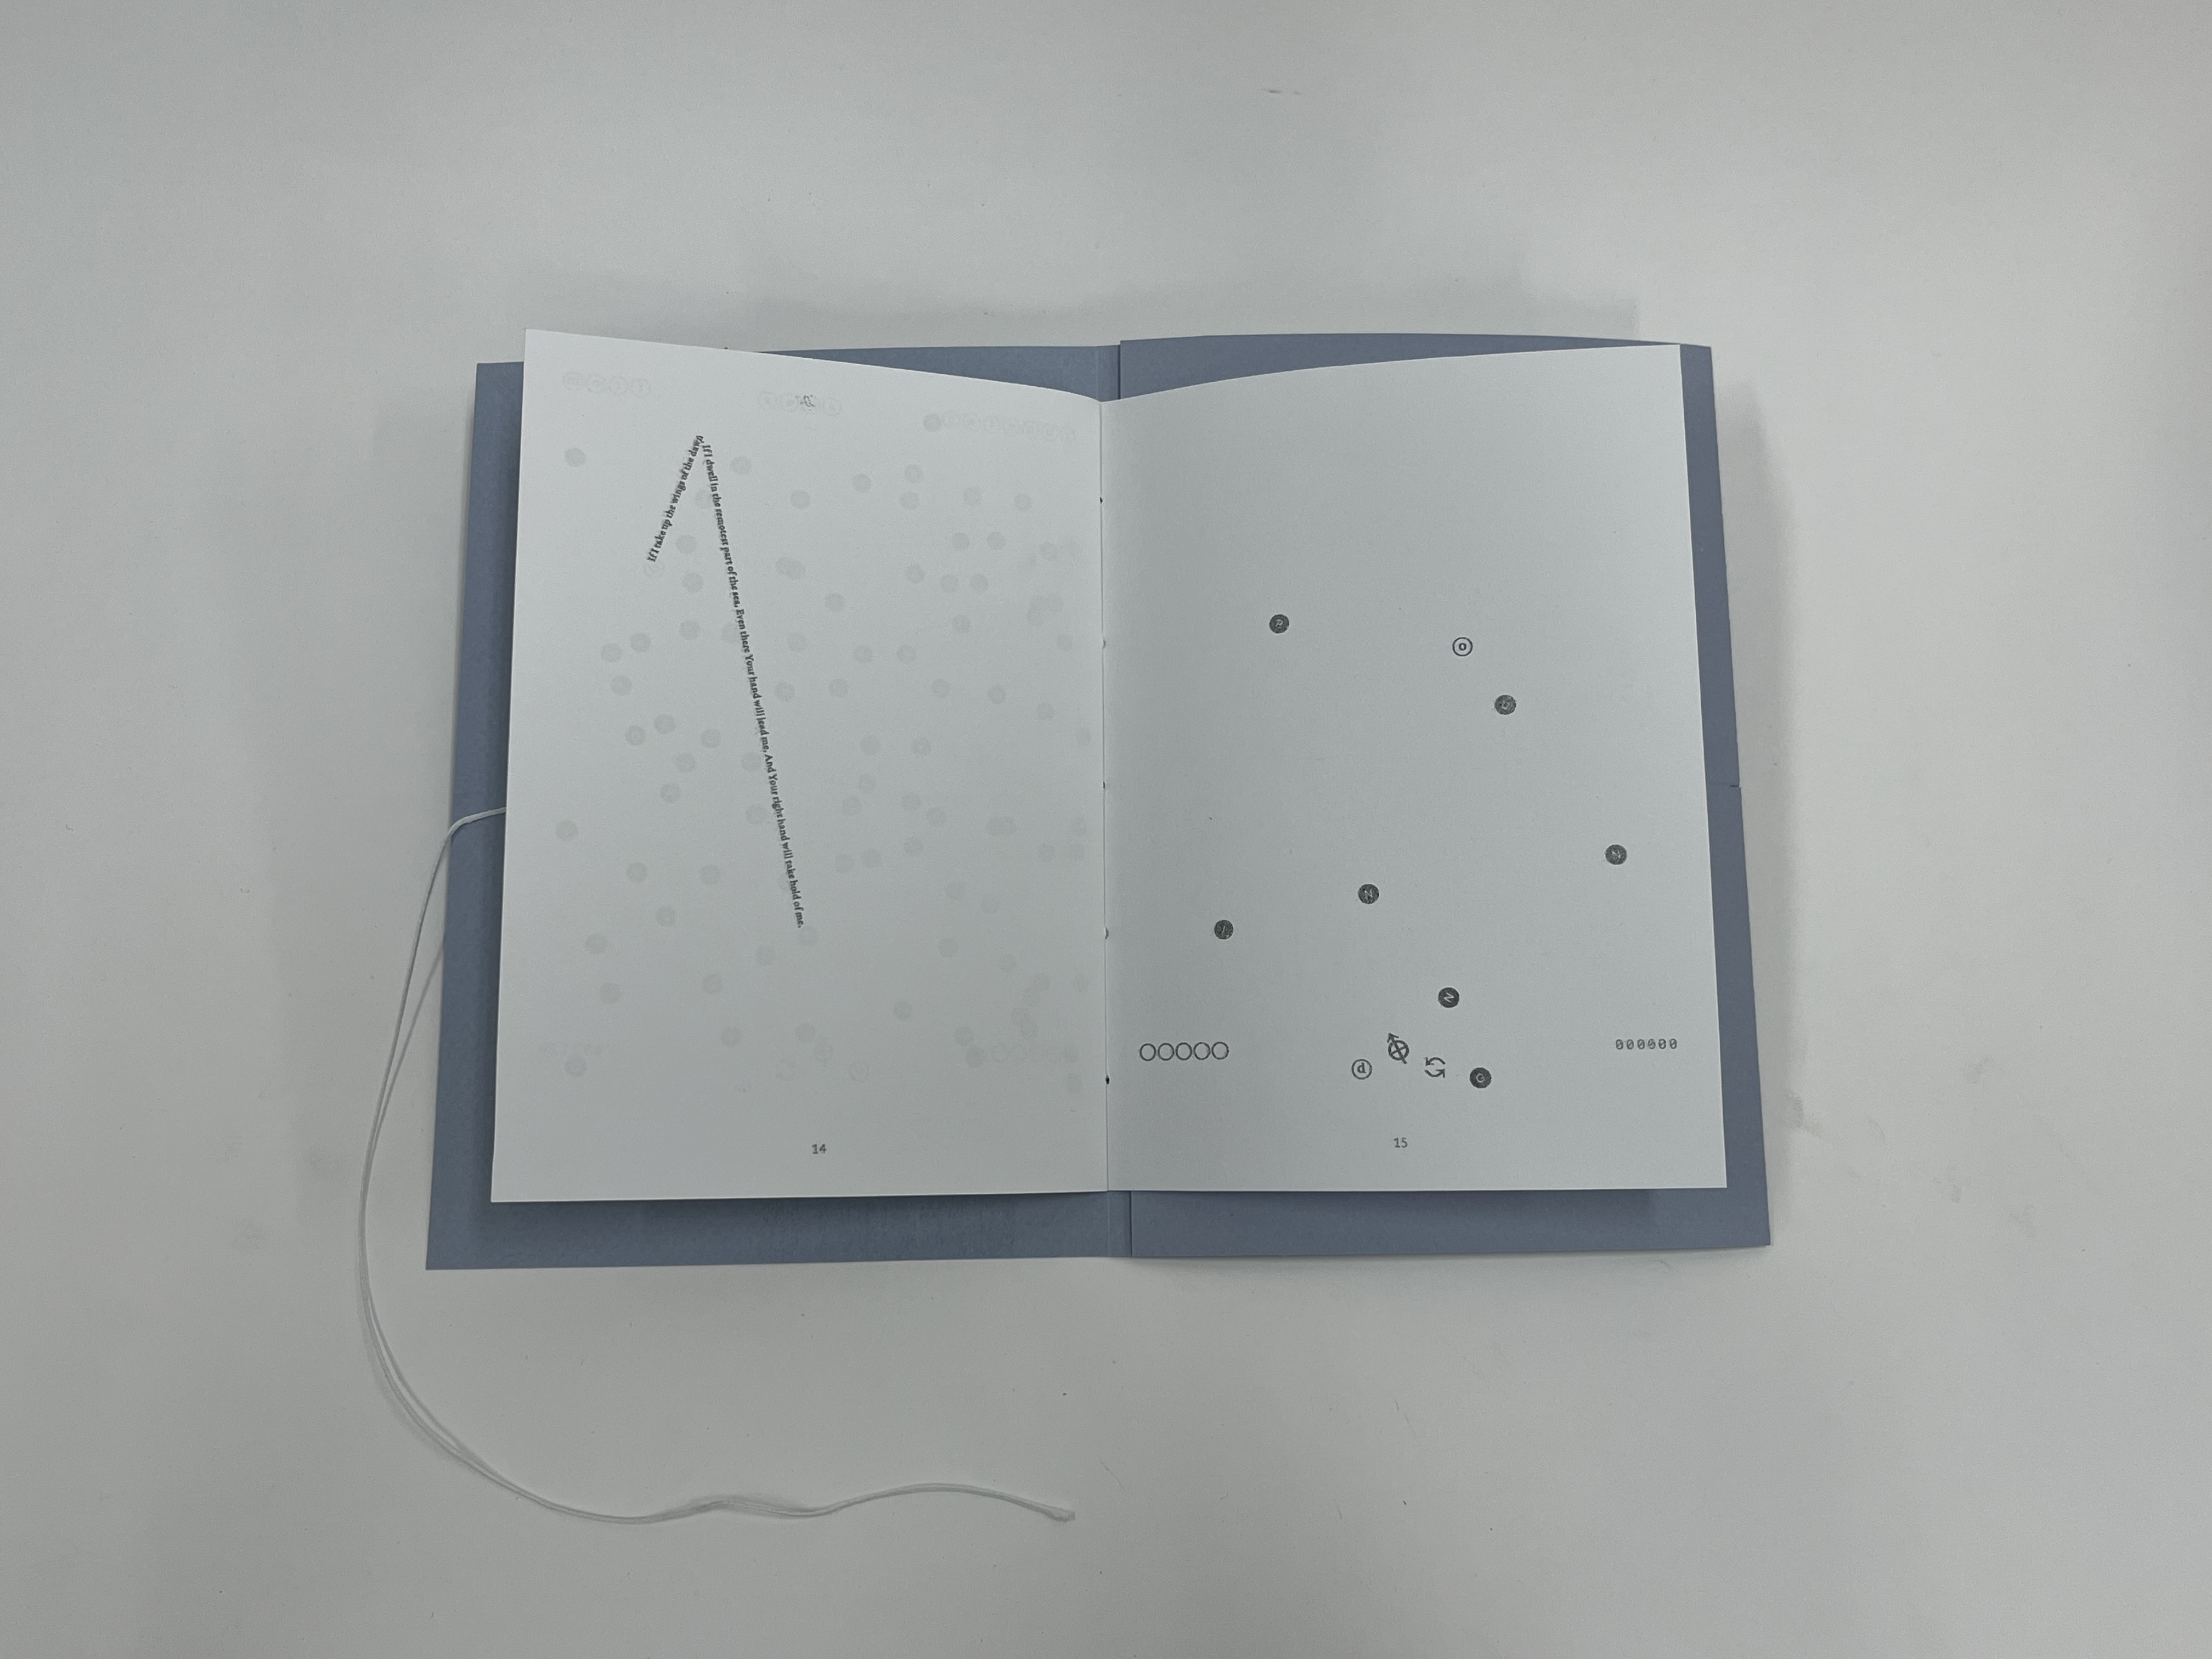 If I take up the wings of the dawn,
If I dwell in the remotest part of the sea, Even there Your hand will lead me, And Your right hand will take hold of me.
14
N
O
N
N
P
000000
15